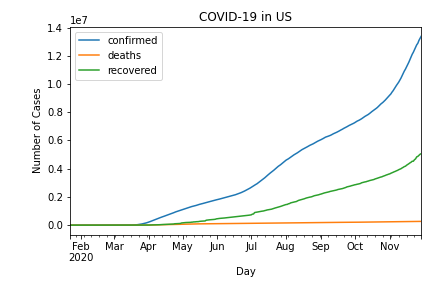 COVID-19 in US
1e7
1.4
1.2
1.0
0.8
0.6
0.4
0.2
0.0
Number of Cases
confirmed
deaths
recovered
Feb Mar Apr May Jun Jul Aug Sep Oct Nov
2020
Day